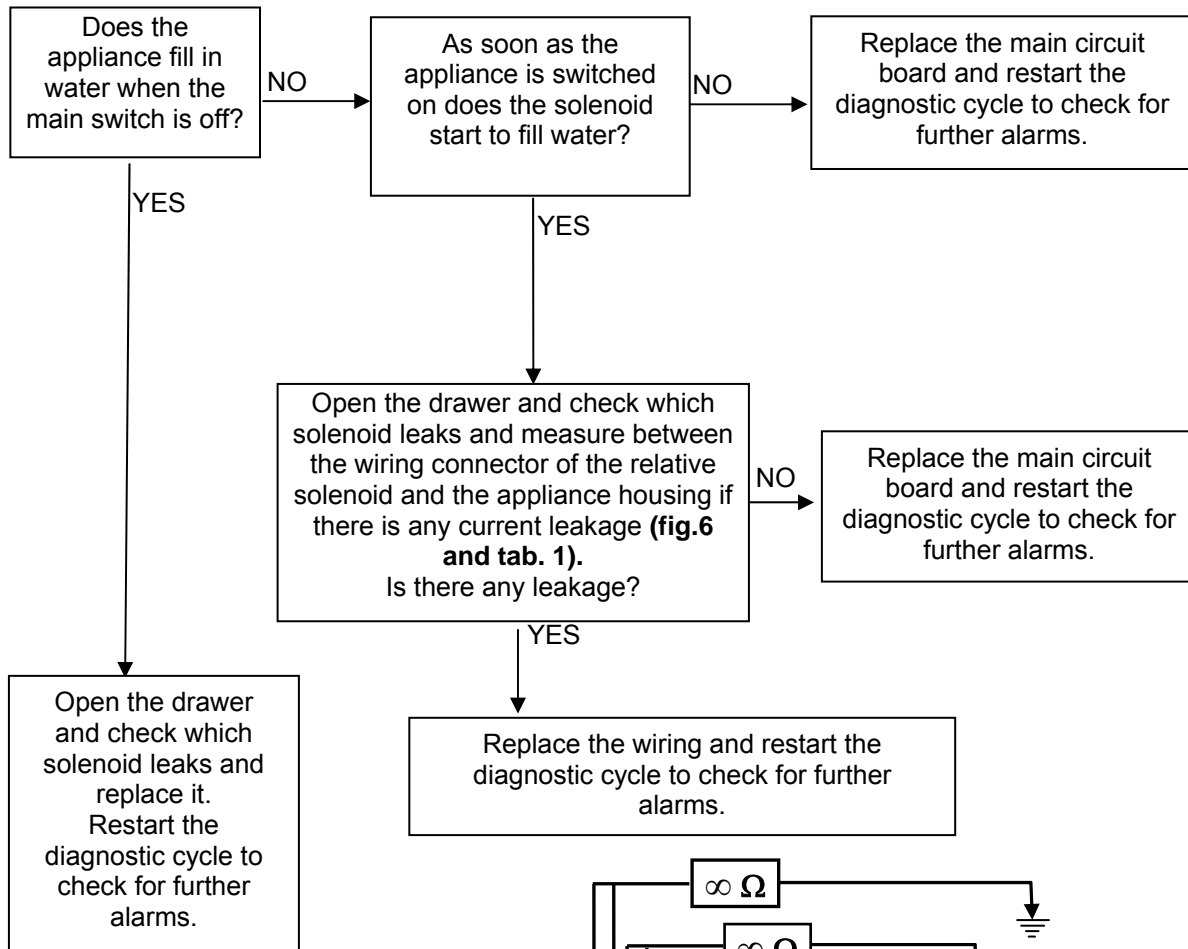 Does the
appliance fill in
water when the
main switch is off?
NO
As soon as the
appliance is switched
on does the solenoid
start to fill water?
NO
Replace the main circuit
board and restart the
diagnostic cycle to check for
further alarms.
YES
YES
Open the drawer and check which
solenoid leaks and measure between
the wiring connector of the relative
solenoid and the appliance housing if
there is any current leakage (fig.6
and tab. 1).
Is there any leakage?
NO
Replace the main circuit
board and restart the
diagnostic cycle to check for
further alarms.
YES
Open the drawer
and check which
solenoid leaks and
replace it.
Restart the
diagnostic cycle to
check for further
alarms.
Replace the wiring and restart the
diagnostic cycle to check for further
alarms.
∞ Ω
∞ Ω